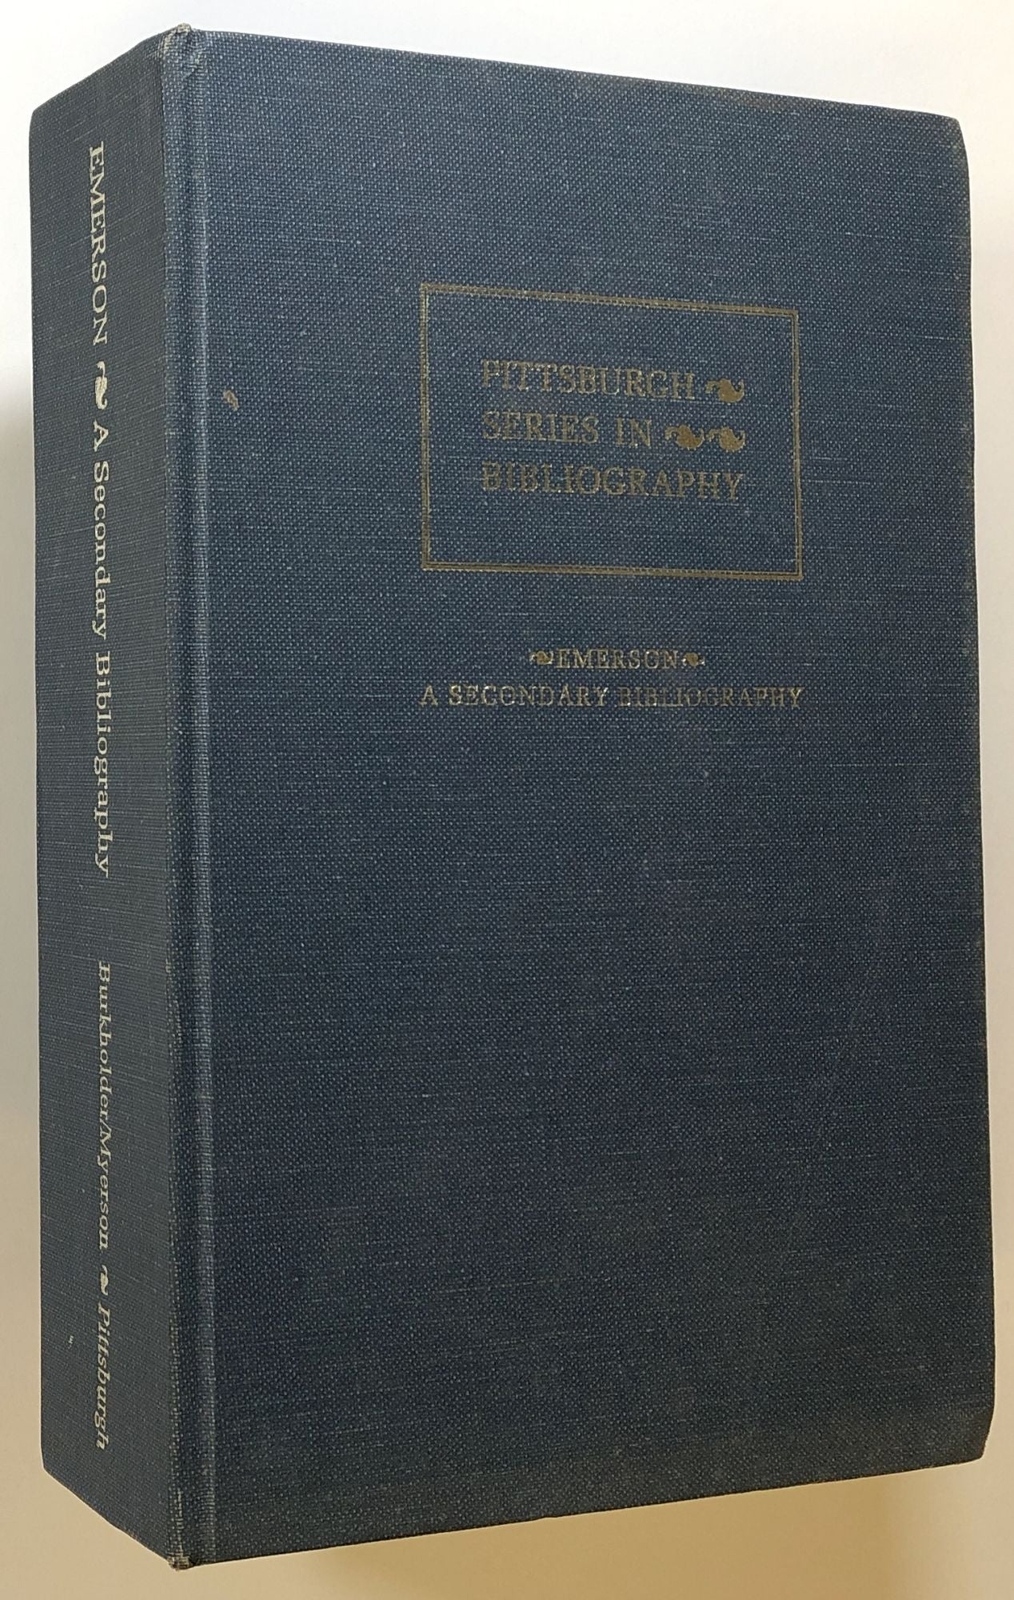 EMERSON A Secondary Bibliography Burkholder/Myerson Pittsburgh
PITTSBURGH
SERIES IN
BIBLIOGRAPHY
EMERSON
A SECONDARY BIBLIOGRAPHY